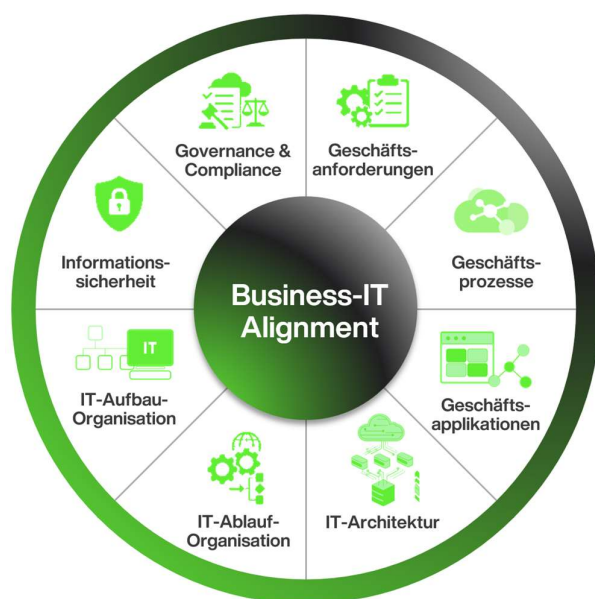 Governance &
Compliance
Geschäfts-
anforderungen
Informations-
sicherheit
Geschäfts-
prozesse
Business-IT
Alignment
IT
IT-Aufbau-
Organisation
Geschäfts-
applikationen
IT-Ablauf-
Organisation
IT-Architektur